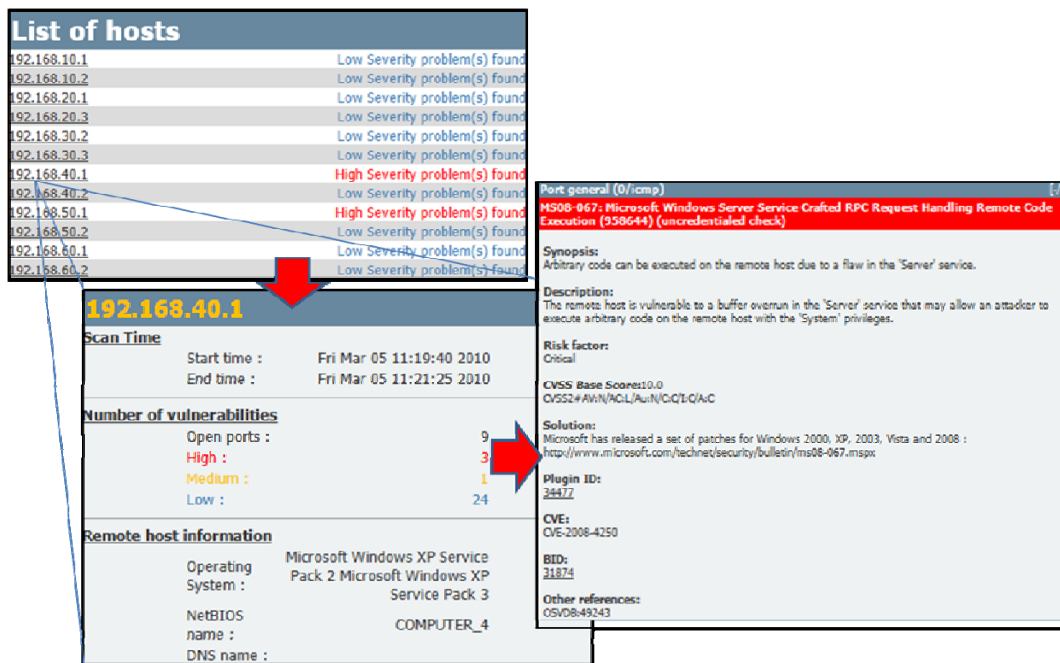 List of hosts
192.168.10.1 Low Severity problem(s) found
192.168.10.2 Low Severity problem(s) found
192.168.20.1 Low Severity problem(s) found
192.168.20.3 Low Severity problem(s) found
192.168.30.2 Low Severity problem(s) found
192.168.30.3 Low Severity problem(s) found
192.168.40.1 High Severity problem(s) found
192.168.40.2 Low Severity problem(s) found
192.168.50.1 High Severity problem(s) found
192.168.50.2 Low Severity problem(s) found
192.168.60.1 Low Severity problem(s) found
192.168.60.2 Low Severity problem(s) found
192.168.40.1
Scan Time
Start time : Fri Mar 05 11:19:40 2010
End time : Fri Mar 05 11:21:25 2010
Number of vulnerabilities
Open ports : 9
High : 3
Medium : 1
Low : 24
Remote host information
Operating System : Microsoft Windows XP Service
Pack 2 Microsoft Windows XP
Service Pack 3
NetBIOS name : COMPUTER_4
DNS name :
Port general (0/icmp)
MS08-067: Microsoft Windows Server Service Crafted RPC Request Handling Remote Code
Execution (958644) (uncredentialed check)
Synopsis:
Arbitrary code can be executed on the remote host due to a flaw in the 'Server' service.
Description:
The remote host is vulnerable to a buffer overrun in the 'Server' service that may allow an attacker to
execute arbitrary code on the remote host with the 'System' privileges.
Risk factor:
Critical
CVSS Base Score:10.0
CVSS2#AV:N/AC:L/Au:N/C:C/I:C/A:C
Solution:
Microsoft has released a set of patches for Windows 2000, XP, 2003, Vista and 2008 :
http://www.microsoft.com/technet/security/bulletin/ms08-067.mspx
Plugin ID:
34477
CVE:
CVE-2008-4250
BID:
31874
Other references:
OSVDB:49243